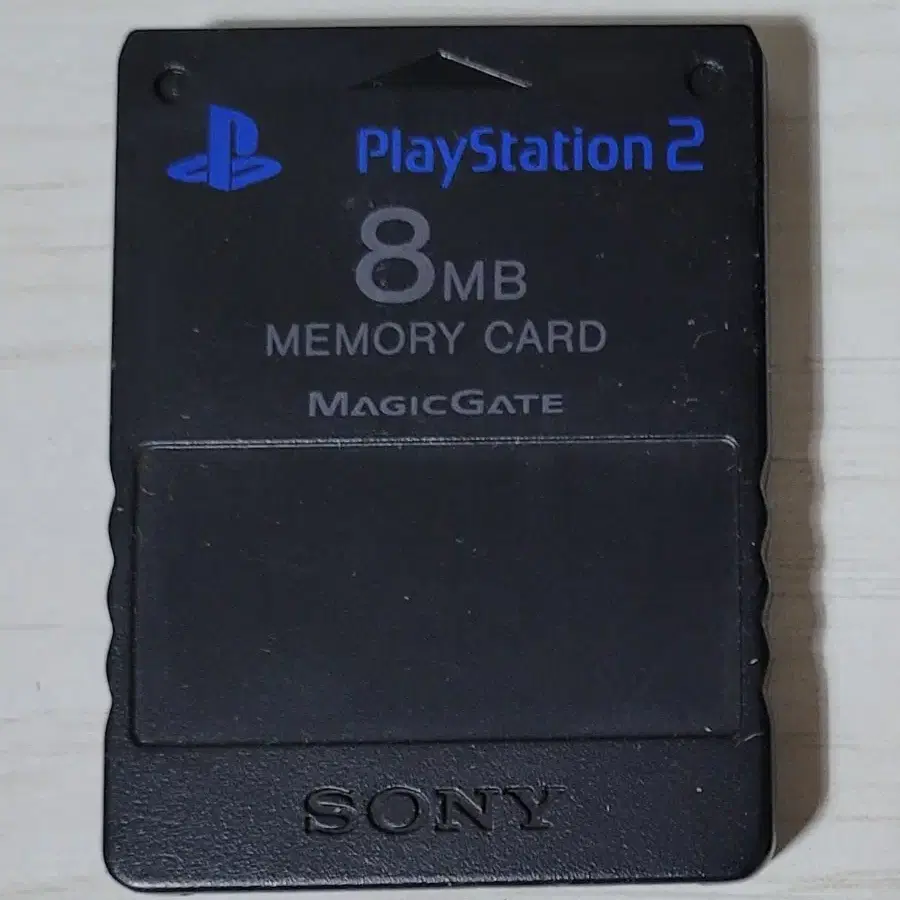 PlayStation 2
8MB
MEMORY CARD
MAGICGATE
SONY